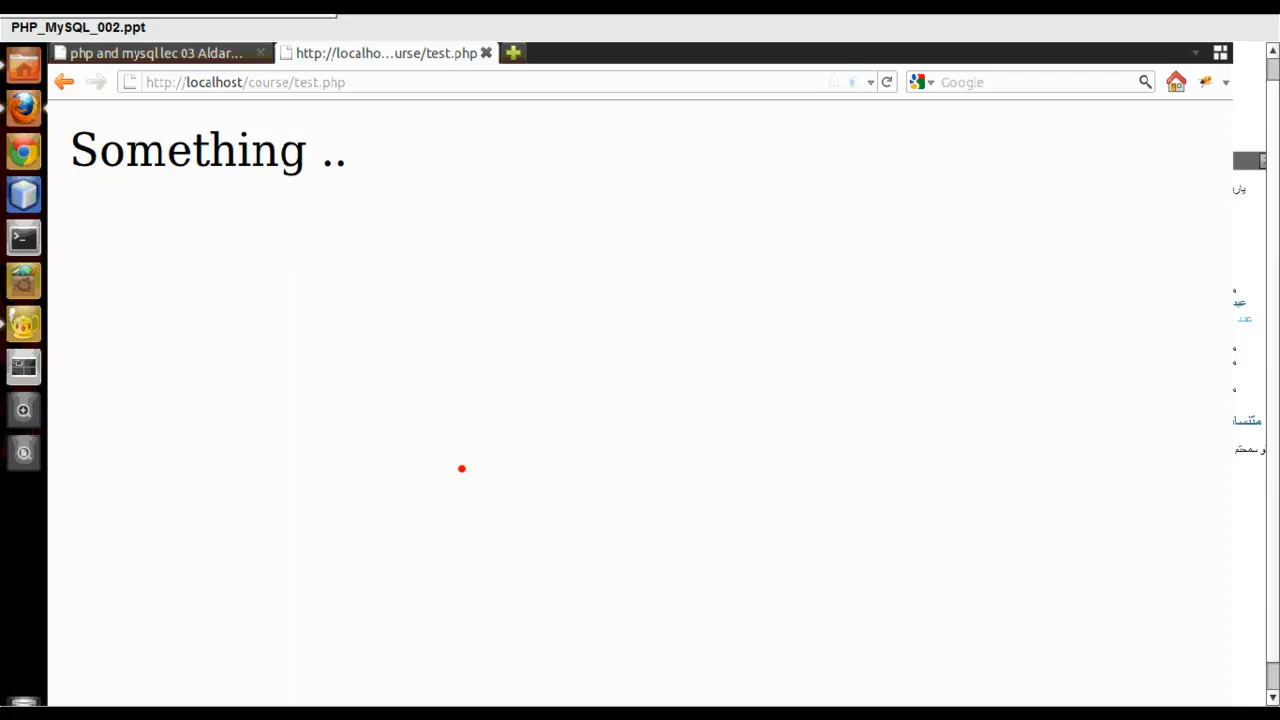 PHP_MySQL_002.ppt
php and mysql lec 03 Aldar...
http://localho...urse/test.php
http://localhost/course/test.php
Google
Something ..
عدد